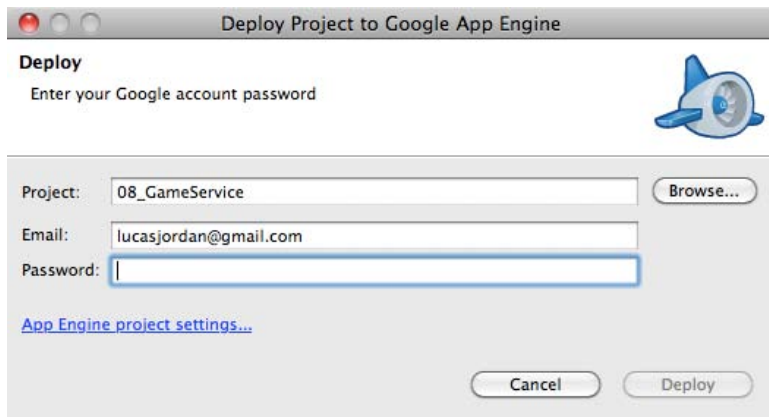 Deploy Project to Google App Engine
Deploy
Enter your Google account password
Project: 08_GameService Browse...
Email: lucasjordan@gmail.com
Password:
App Engine project settings...
Cancel Deploy